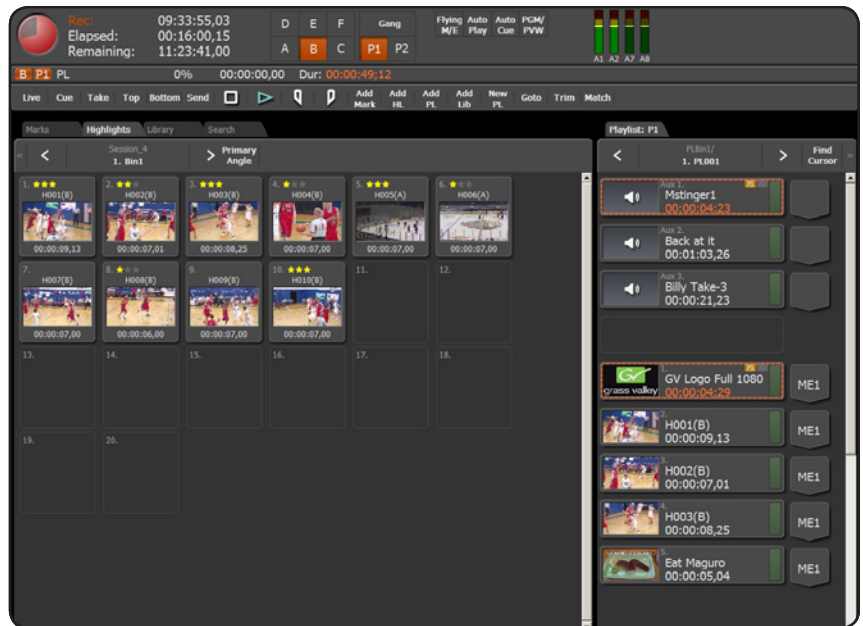 Rec: 09:33:55,03
Elapsed: 00:16:00,15
Remaining: 11:23:41,00
D E F Gang
A B C P1 P2
Flying M/E
Auto Play
Auto Cue
PGM/ PVW
A1 A2 A7 A8
B P1 PL 0% 00:00:00,00 Dur: 00:00:49;12
Live Cue Take Top Bottom Send
Add Mark
Add HL
Add PL
Add Lib
New PL
Goto Trim Match
Marks Highlights Library Search
Session_4
< 1. Bin1 >
Primary Angle
1. H001(B)
00:00:09,13
2. H002(B)
00:00:07,01
3. H003(B)
00:00:08,25
4. H004(B)
00:00:07,00
5. H005(A)
00:00:07,00
6. H006(A)
00:00:07,00
7. H007(B)
00:00:07,00
8. H008(B)
00:00:06,00
9. H009(B)
00:00:07,00
10. H010(B)
00:00:07,00
11.
12.
13.
14.
15.
16.
17.
18.
19.
20.
Playlist: P1
PLBin1/
< 1. PL001 >
Find Cursor
Aux 1.
Mstinger1
00:00:04:23
Aux 2.
Back at it
00:01:03,26
Aux 3.
Billy Take-3
00:00:21,23
1.
GV
grass valley
GV Logo Full 1080
00:00:04:29
ME1
2.
H001(B)
00:00:09,13
ME1
3.
H002(B)
00:00:07,01
ME1
4.
H003(B)
00:00:08,25
ME1
5.
Eat Maguro
00:00:05,04
ME1